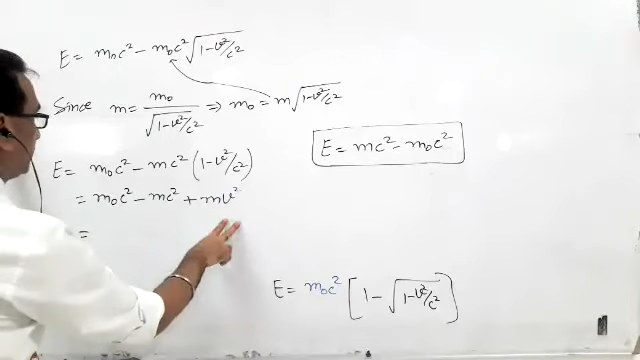 E = m₀c² − m₀c² √(1−v²/c²)
Since m = m₀/√(1−v²/c²) ⇒ m₀ = m√(1−v²/c²)
E = mc² − m₀c²
E = m₀c² − mc² (1−v²/c²)
= m₀c² − mc² + mv²
=
E = m₀c² [1 − √(1−v²/c²)]